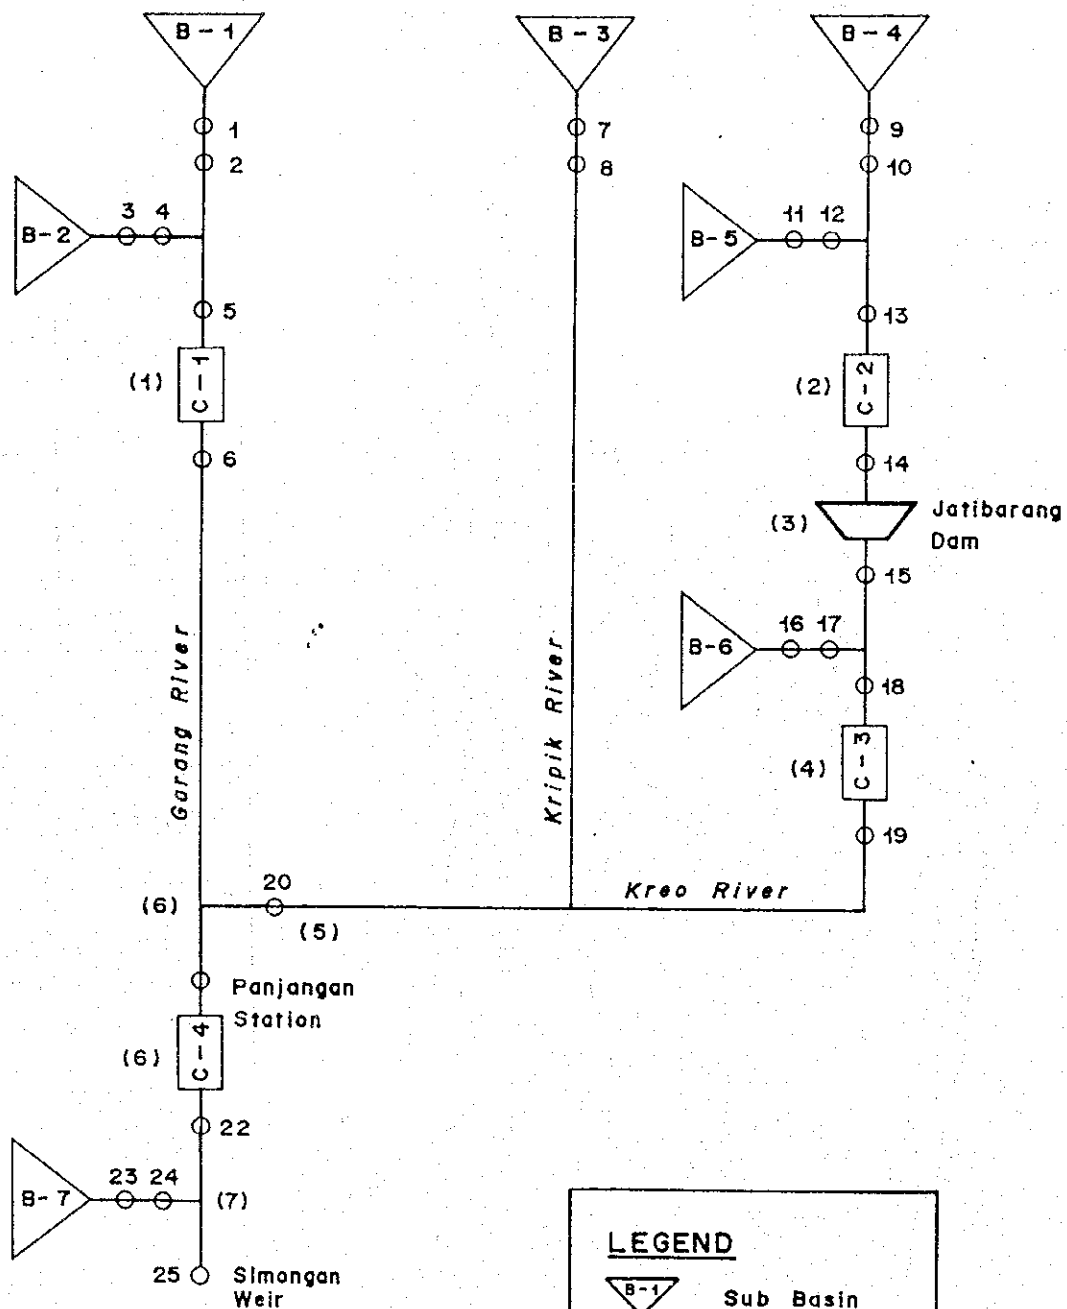 B-1
B-3
B-4
1
2
7
8
9
10
B-2
3 4
B-5
11 12
5
13
(1)
C-1
(2)
C-2
6
14
(3)
Jatibarang
Dam
15
B-6
16 17
18
Garang River
Kripik River
(4)
C-3
19
Kreo River
(6)
20
(5)
Panjangan
Station
(6)
C-4
22
B-7
23 24
(7)
25
Simongan
Weir
LEGEND
B-1
Sub Basin